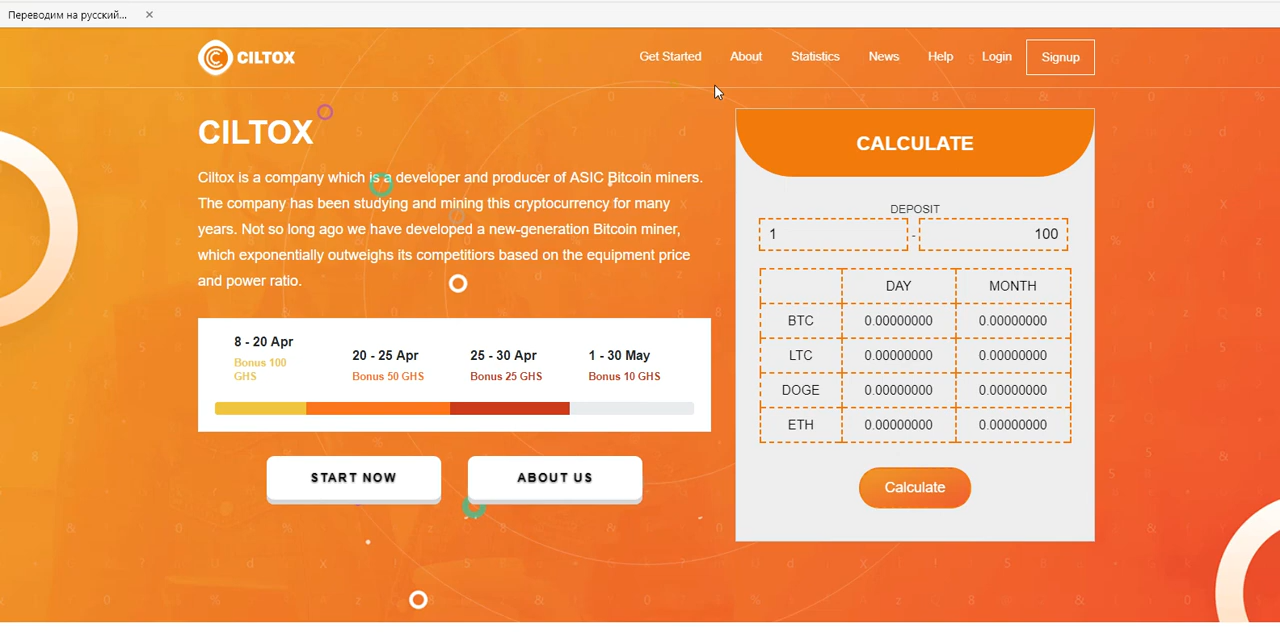 Переводим на русский...
CILTOX
Get Started About Statistics News Help Login Signup
CILTOX
Ciltox is a company which is a developer and producer of ASIC Bitcoin miners.
The company has been studying and mining this cryptocurrency for many
years. Not so long ago we have developed a new-generation Bitcoin miner,
which exponentially outweighs its competitiors based on the equipment price
and power ratio.
8 - 20 Apr
Bonus 100
GHS
20 - 25 Apr
Bonus 50 GHS
25 - 30 Apr
Bonus 25 GHS
1 - 30 May
Bonus 10 GHS
START NOW
ABOUT US
CALCULATE
DEPOSIT
1 - 100
DAY MONTH
BTC 0.00000000 0.00000000
LTC 0.00000000 0.00000000
DOGE 0.00000000 0.00000000
ETH 0.00000000 0.00000000
Calculate